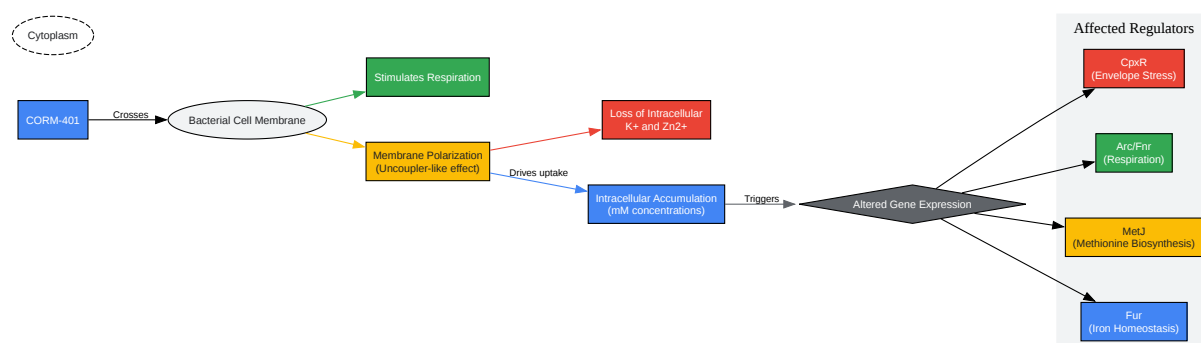 Cytoplasm
CORM-401
Crosses
Bacterial Cell Membrane
Stimulates Respiration
Membrane Polarization
(Uncoupler-like effect)
Loss of Intracellular
K+ and Zn2+
Drives uptake
Intracellular Accumulation
(mM concentrations)
Triggers
Altered Gene Expression
Affected Regulators
CpxR
(Envelope Stress)
Arc/Fnr
(Respiration)
MetJ
(Methionine Biosynthesis)
Fur
(Iron Homeostasis)